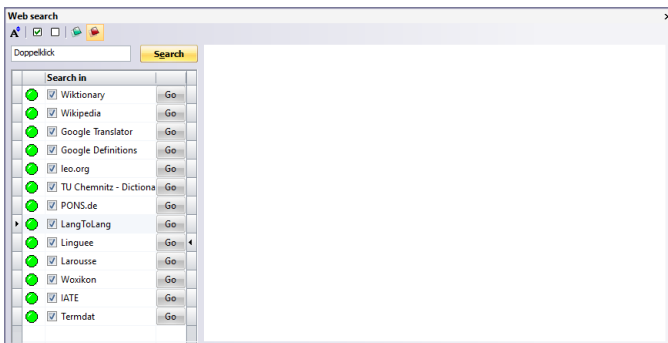 Web search
A
Doppelklick
Search
Search in
Wiktionary Go
Wikipedia Go
Google Translator Go
Google Definitions Go
leo.org Go
TU Chemnitz - Dictiona Go
PONS.de Go
LangToLang Go
Linguee Go
Larousse Go
Woxikon Go
IATE Go
Termdat Go